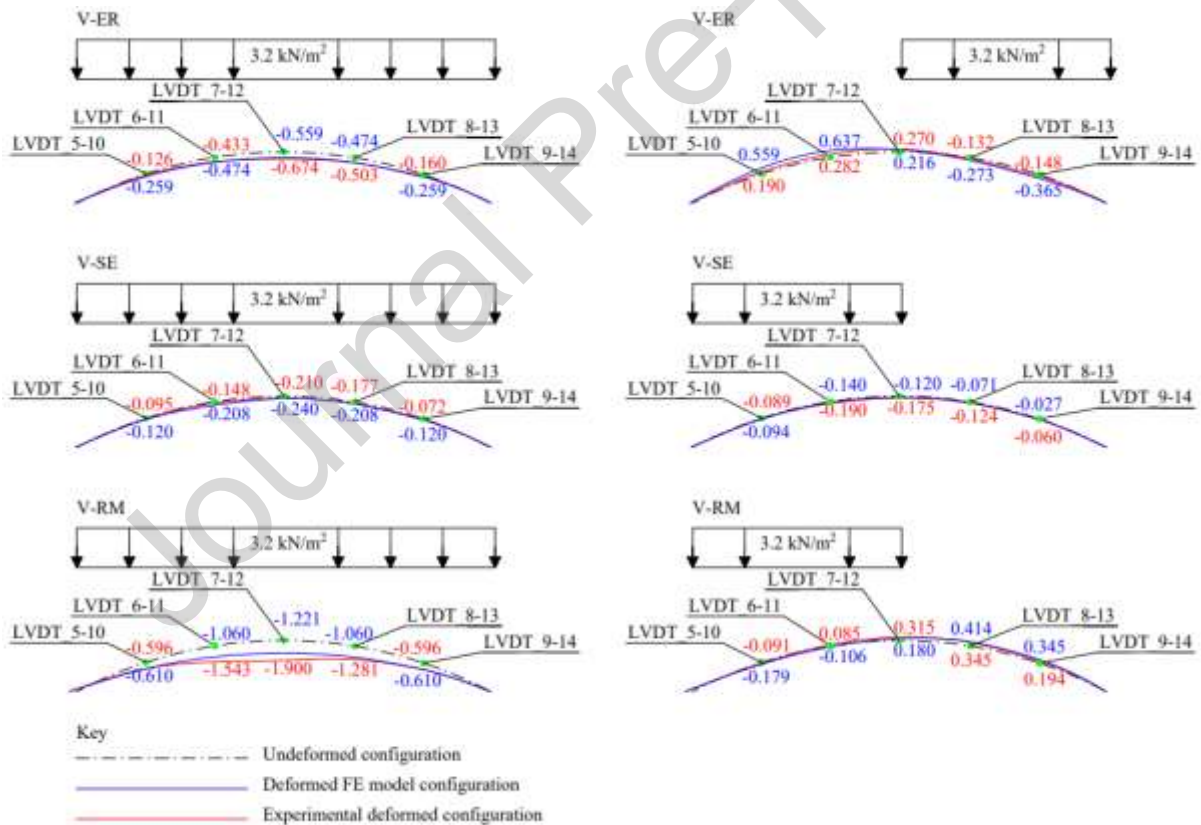 V-ER
3.2 kN/m²
LVDT_7-12
LVDT_6-11
-0.433
-0.559
-0.474
LVDT_8-13
LVDT_5-10
-0.126
-0.474
-0.674
-0.503
-0.160
LVDT_9-14
-0.259
-0.259
V-ER
3.2 kN/m²
LVDT_7-12
LVDT_6-11
0.637
0.270
-0.132
LVDT_8-13
LVDT_5-10
0.559
0.282
0.216
-0.273
-0.148
LVDT_9-14
0.190
-0.365
V-SE
3.2 kN/m²
LVDT_7-12
LVDT_6-11
-0.148
-0.210
-0.177
LVDT_8-13
LVDT_5-10
-0.095
-0.208
-0.240
-0.208
-0.072
LVDT_9-14
-0.120
-0.120
V-SE
3.2 kN/m²
LVDT_7-12
LVDT_6-11
-0.140
-0.120
-0.071
LVDT_8-13
LVDT_5-10
-0.089
-0.190
-0.175
-0.124
-0.027
LVDT_9-14
-0.094
-0.060
V-RM
3.2 kN/m²
LVDT_7-12
LVDT_6-11
-1.060
-1.221
-1.060
LVDT_8-13
LVDT_5-10
-0.596
-1.543
-1.900
-1.281
-0.596
LVDT_9-14
-0.610
-0.610
V-RM
3.2 kN/m²
LVDT_7-12
LVDT_6-11
0.085
0.315
0.414
LVDT_8-13
LVDT_5-10
-0.091
-0.106
0.180
0.345
0.345
LVDT_9-14
-0.179
0.194
Key
Undeformed configuration
Deformed FE model configuration
Experimental deformed configuration
Journal Pre-